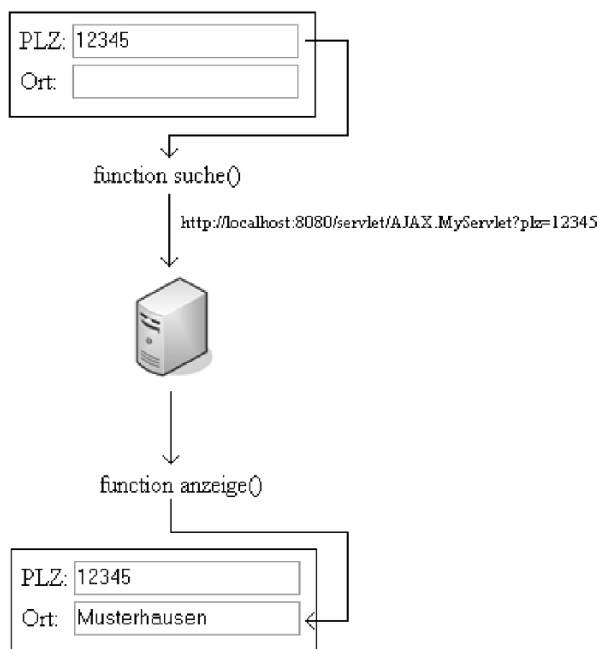 PLZ: 12345
Ort:
function suche()
http://localhost:8080/servlet/AJAX.MyServlet?plz=12345
function anzeige()
PLZ: 12345
Ort: Musterhausen